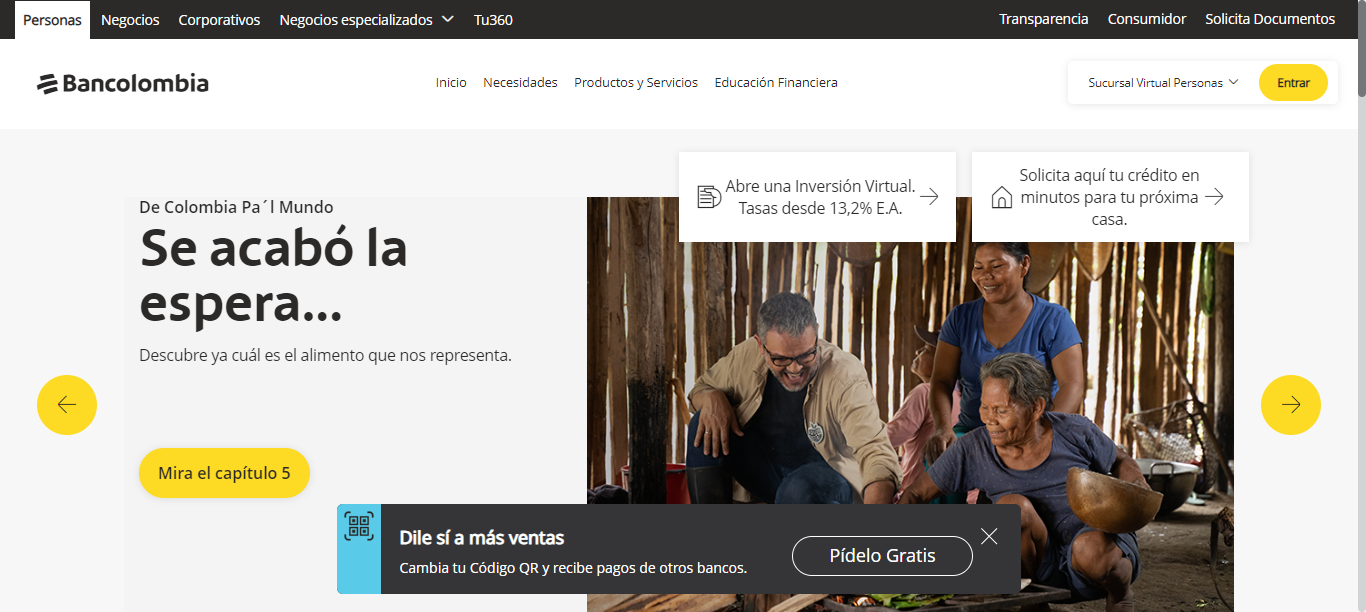 Personas Negocios Corporativos Negocios especializados Tu360 Transparencia Consumidor Solicita Documentos
Bancolombia Inicio Necesidades Productos y Servicios Educación Financiera Sucursal Virtual Personas Entrar
Abre una Inversión Virtual.
Tasas desde 13,2% E.A.
Solicita aquí tu crédito en
minutos para tu próxima
casa.
De Colombia Pa´l Mundo
Se acabó la
espera...
Descubre ya cuál es el alimento que nos representa.
Mira el capítulo 5
Dile sí a más ventas
Cambia tu Código QR y recibe pagos de otros bancos.
Pídelo Gratis